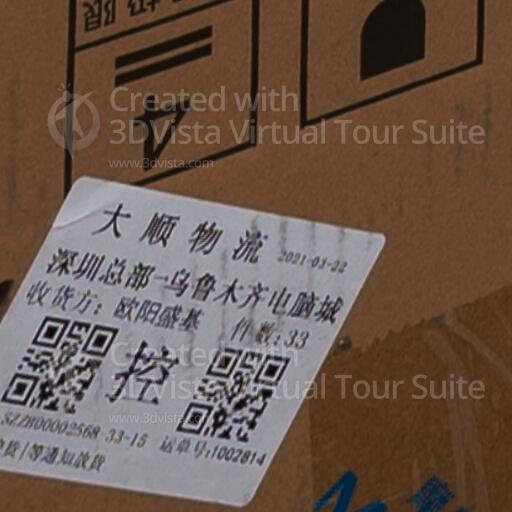 Created with
3DVista Virtual Tour Suite
www.3dvista.com
大顺物流 2021-03-22
深圳总部-乌鲁木齐电脑城
收货方: 欧阳盛基 件数:33
控
SZZH00002568-33-15 运单号:1002814
货|等通知放货
Created with
3DVista Virtual Tour Suite
www.3dvista.com